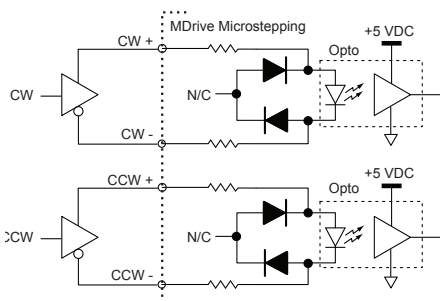 MDrive Microstepping
CW +
+5 VDC
Opto
CW
N/C
CW -
CCW +
+5 VDC
Opto
CCW
N/C
CCW -